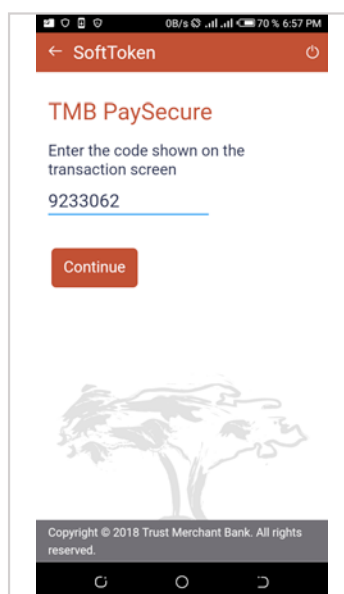 0B/s 70 % 6:57 PM
SoftToken
TMB PaySecure
Enter the code shown on the
transaction screen
9233062
Continue
Copyright © 2018 Trust Merchant Bank. All rights
reserved.